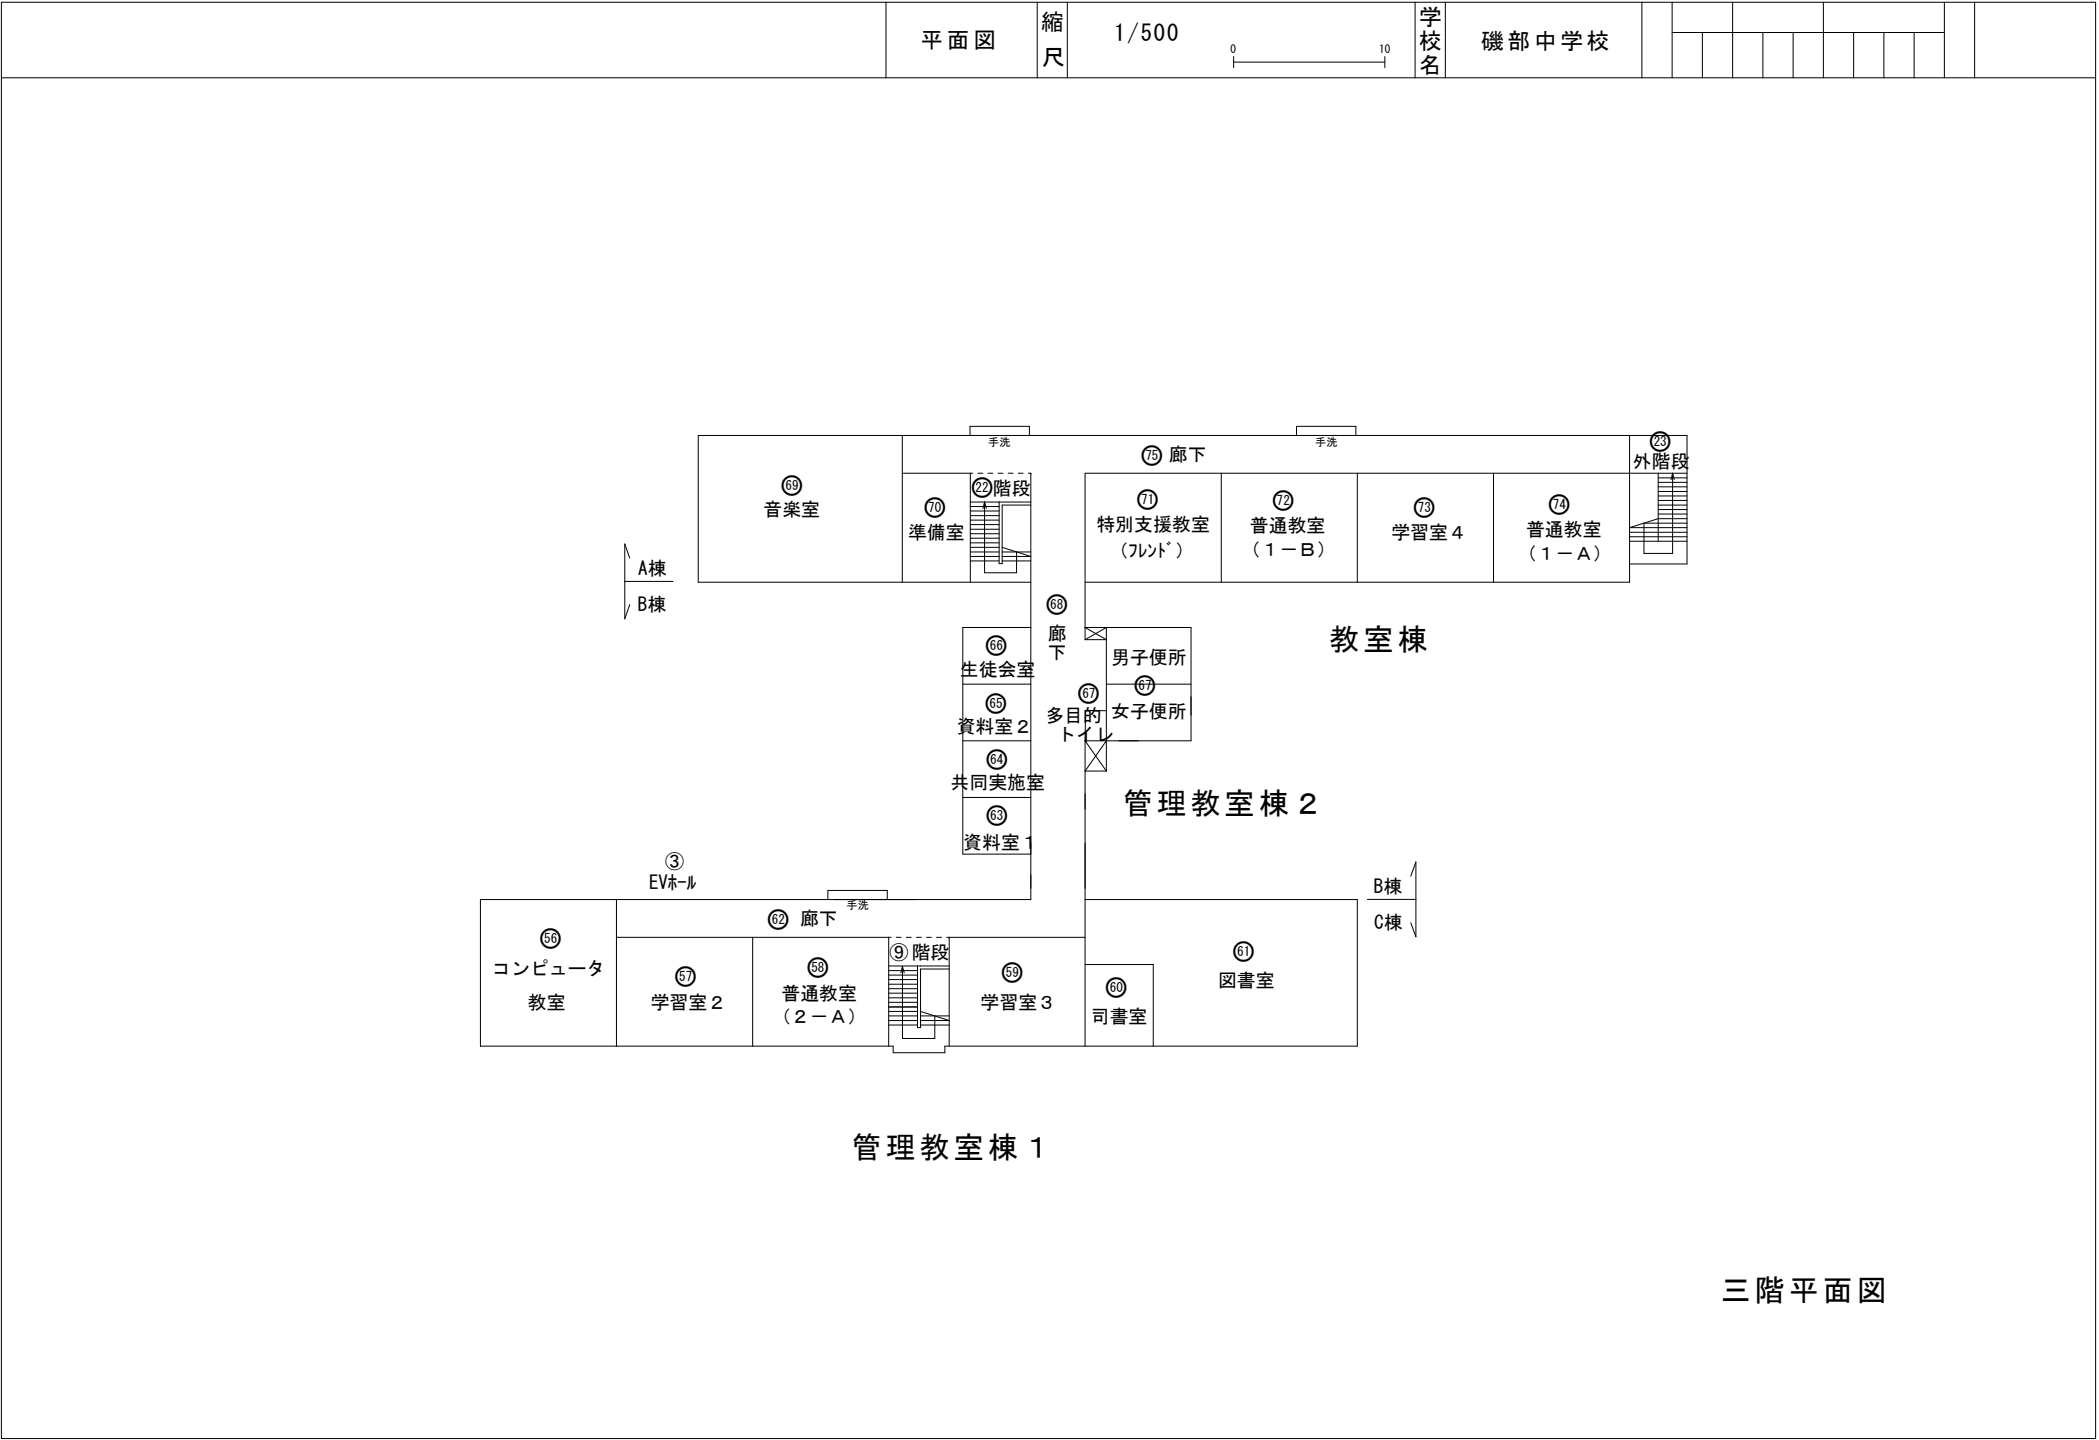 平面図
縮尺
1/500
0 10
学校名
磯部中学校
手洗
手洗
㉓
外階段
㊆㊄ 廊下
69
音楽室
70
準備室
㉒階段
71
特別支援教室
(フレンド)
72
普通教室
(1－B)
73
学習室4
74
普通教室
(1－A)
A棟
B棟
68
廊下
教室棟
66
生徒会室
男子便所
65
資料室2
67
多目的
トイレ
67
女子便所
64
共同実施室
管理教室棟2
63
資料室1
③
EVホール
B棟
C棟
手洗
62 廊下
56
コンピュータ
教室
57
学習室2
58
普通教室
(2－A)
⑨階段
59
学習室3
60
司書室
61
図書室
管理教室棟1
三階平面図